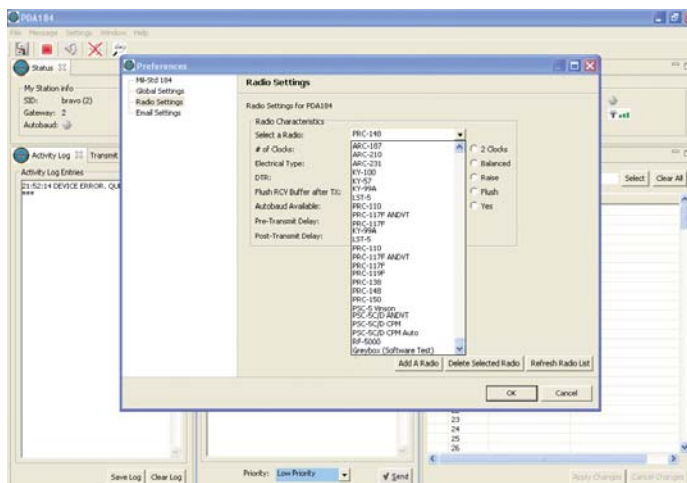 PDA184
File Message Settings Window Help
Status
My Station info
SID: bravo (2)
Gateway: 2
Autobaud:
Activity Log
Transmit
Activity Log Entries
21:52:14 DEVICE ERROR. QU
***
Save Log
Clear Log
Preferences
Mil-Std 184
Global Settings
Radio Settings
Email Settings
Radio Settings
Radio Settings for PDA184
Radio Characteristics
Select a Radio: PRC-148
# of Clocks: 2 Clocks
Electrical Type: Balanced
DTR: Raise
Flush RCV Buffer after TX: Flush
Autobaud Available: Yes
Pre-Transmit Delay:
Post-Transmit Delay:
ARC-187
ARC-210
ARC-231
KY-100
KY-57
KY-99A
LST-5
PRC-110
PRC-117F ANDVT
PRC-117F
KY-99A
LST-5
PRC-110
PRC-117F ANDVT
PRC-117F
PRC-119F
PRC-138
PRC-148
PRC-150
PSC-5 Vinson
PSC-5C/D ANDVT
PSC-5C/D CPM
PSC-5C/D CPM Auto
RF-5000
Greybox (Software Test)
Add A Radio
Delete Selected Radio
Refresh Radio List
OK
Cancel
Select
Clear All
23
24
25
26
Priority: Low Priority
Send
Apply Changes
Cancel Changes